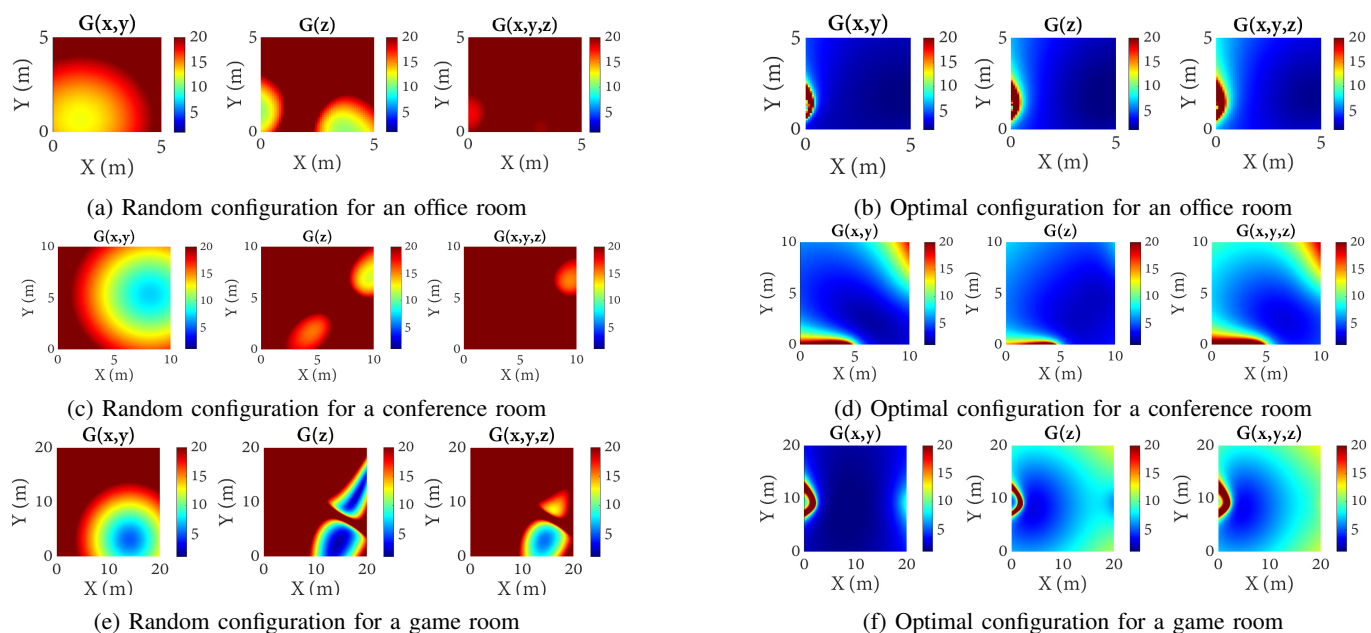 G(x,y) G(z) G(x,y,z)
5 20 5 20 5 20
15 15 15
Y (m) Y (m) Y (m)
10 10 10
5 5 5
0 0 0
0 5 0 5 0 5
X (m) X (m) X (m)
(a) Random configuration for an office room
G(x,y) G(z) G(x,y,z)
5 20 5 20 5 20
15 15 15
Y (m) Y (m) Y (m)
10 10 10
5 5 5
0 0 0
0 5 0 5 0 5
X (m) X (m) X (m)
(b) Optimal configuration for an office room
G(x,y) G(z) G(x,y,z)
10 20 10 20 10 20
15 15 15
Y (m) 5 10 Y (m) 5 10 Y (m) 5 10
5 5 5
0 0 0
0 5 10 0 5 10 0 5 10
X (m) X (m) X (m)
(c) Random configuration for a conference room
G(x,y) G(z) G(x,y,z)
10 20 10 20 10 20
15 15 15
Y (m) 5 10 Y (m) 5 10 Y (m) 5 10
5 5 5
0 0 0
0 5 10 0 5 10 0 5 10
X (m) X (m) X (m)
(d) Optimal configuration for a conference room
G(x,y) G(z) G(x,y,z)
20 20 20 20 20 20
15 15 15
Y (m) 10 10 Y (m) 10 10 Y (m) 10 10
5 5 5
0 0 0
0 10 20 0 10 20 0 10 20
X (m) X (m) X (m)
(e) Random configuration for a game room
G(x,y) G(z) G(x,y,z)
20 20 20 20 20 20
15 15 15
Y (m) 10 10 Y (m) 10 10 Y (m) 10 10
5 5 5
0 0 0
0 10 20 0 10 20 0 10 20
X (m) X (m) X (m)
(f) Optimal configuration for a game room